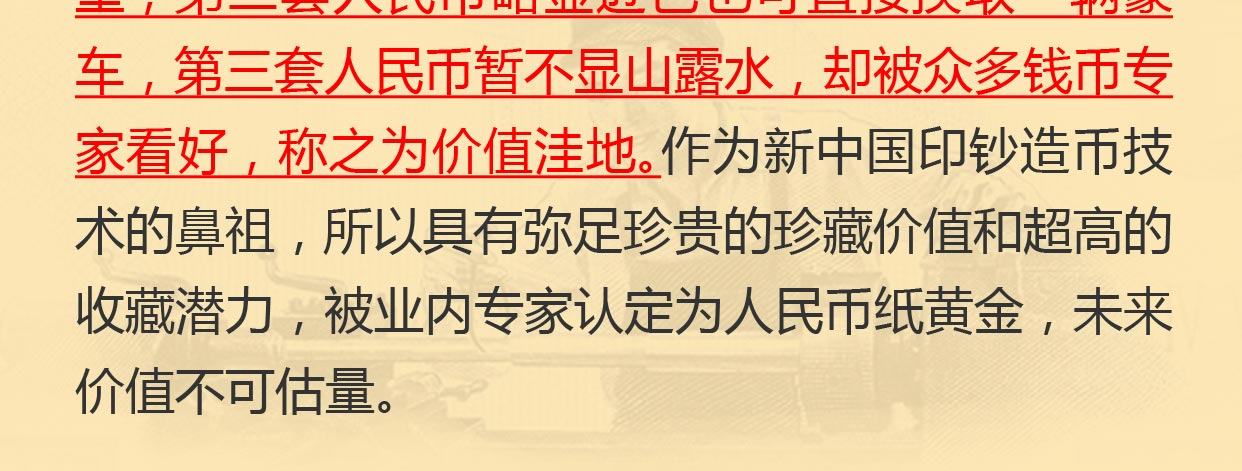 车，第三套人民币暂不显山露水，却被众多钱币专
家看好，称之为价值洼地。作为新中国印钞造币技
术的鼻祖，所以具有弥足珍贵的珍藏价值和超高的
收藏潜力，被业内专家认定为人民币纸黄金，未来
价值不可估量。